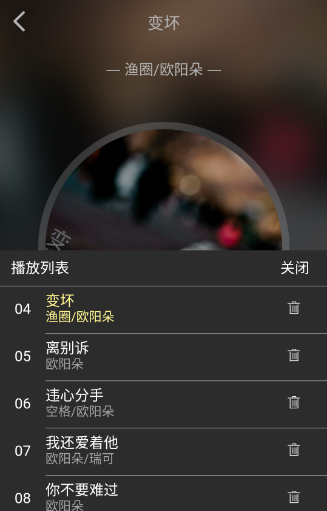 变坏
— 渔圈/欧阳朵 —
播放列表 关闭
04 变坏
渔圈/欧阳朵
05 离别诉
欧阳朵
06 违心分手
空格/欧阳朵
07 我还爱着他
欧阳朵/瑞可
08 你不要难过
欧阳朵